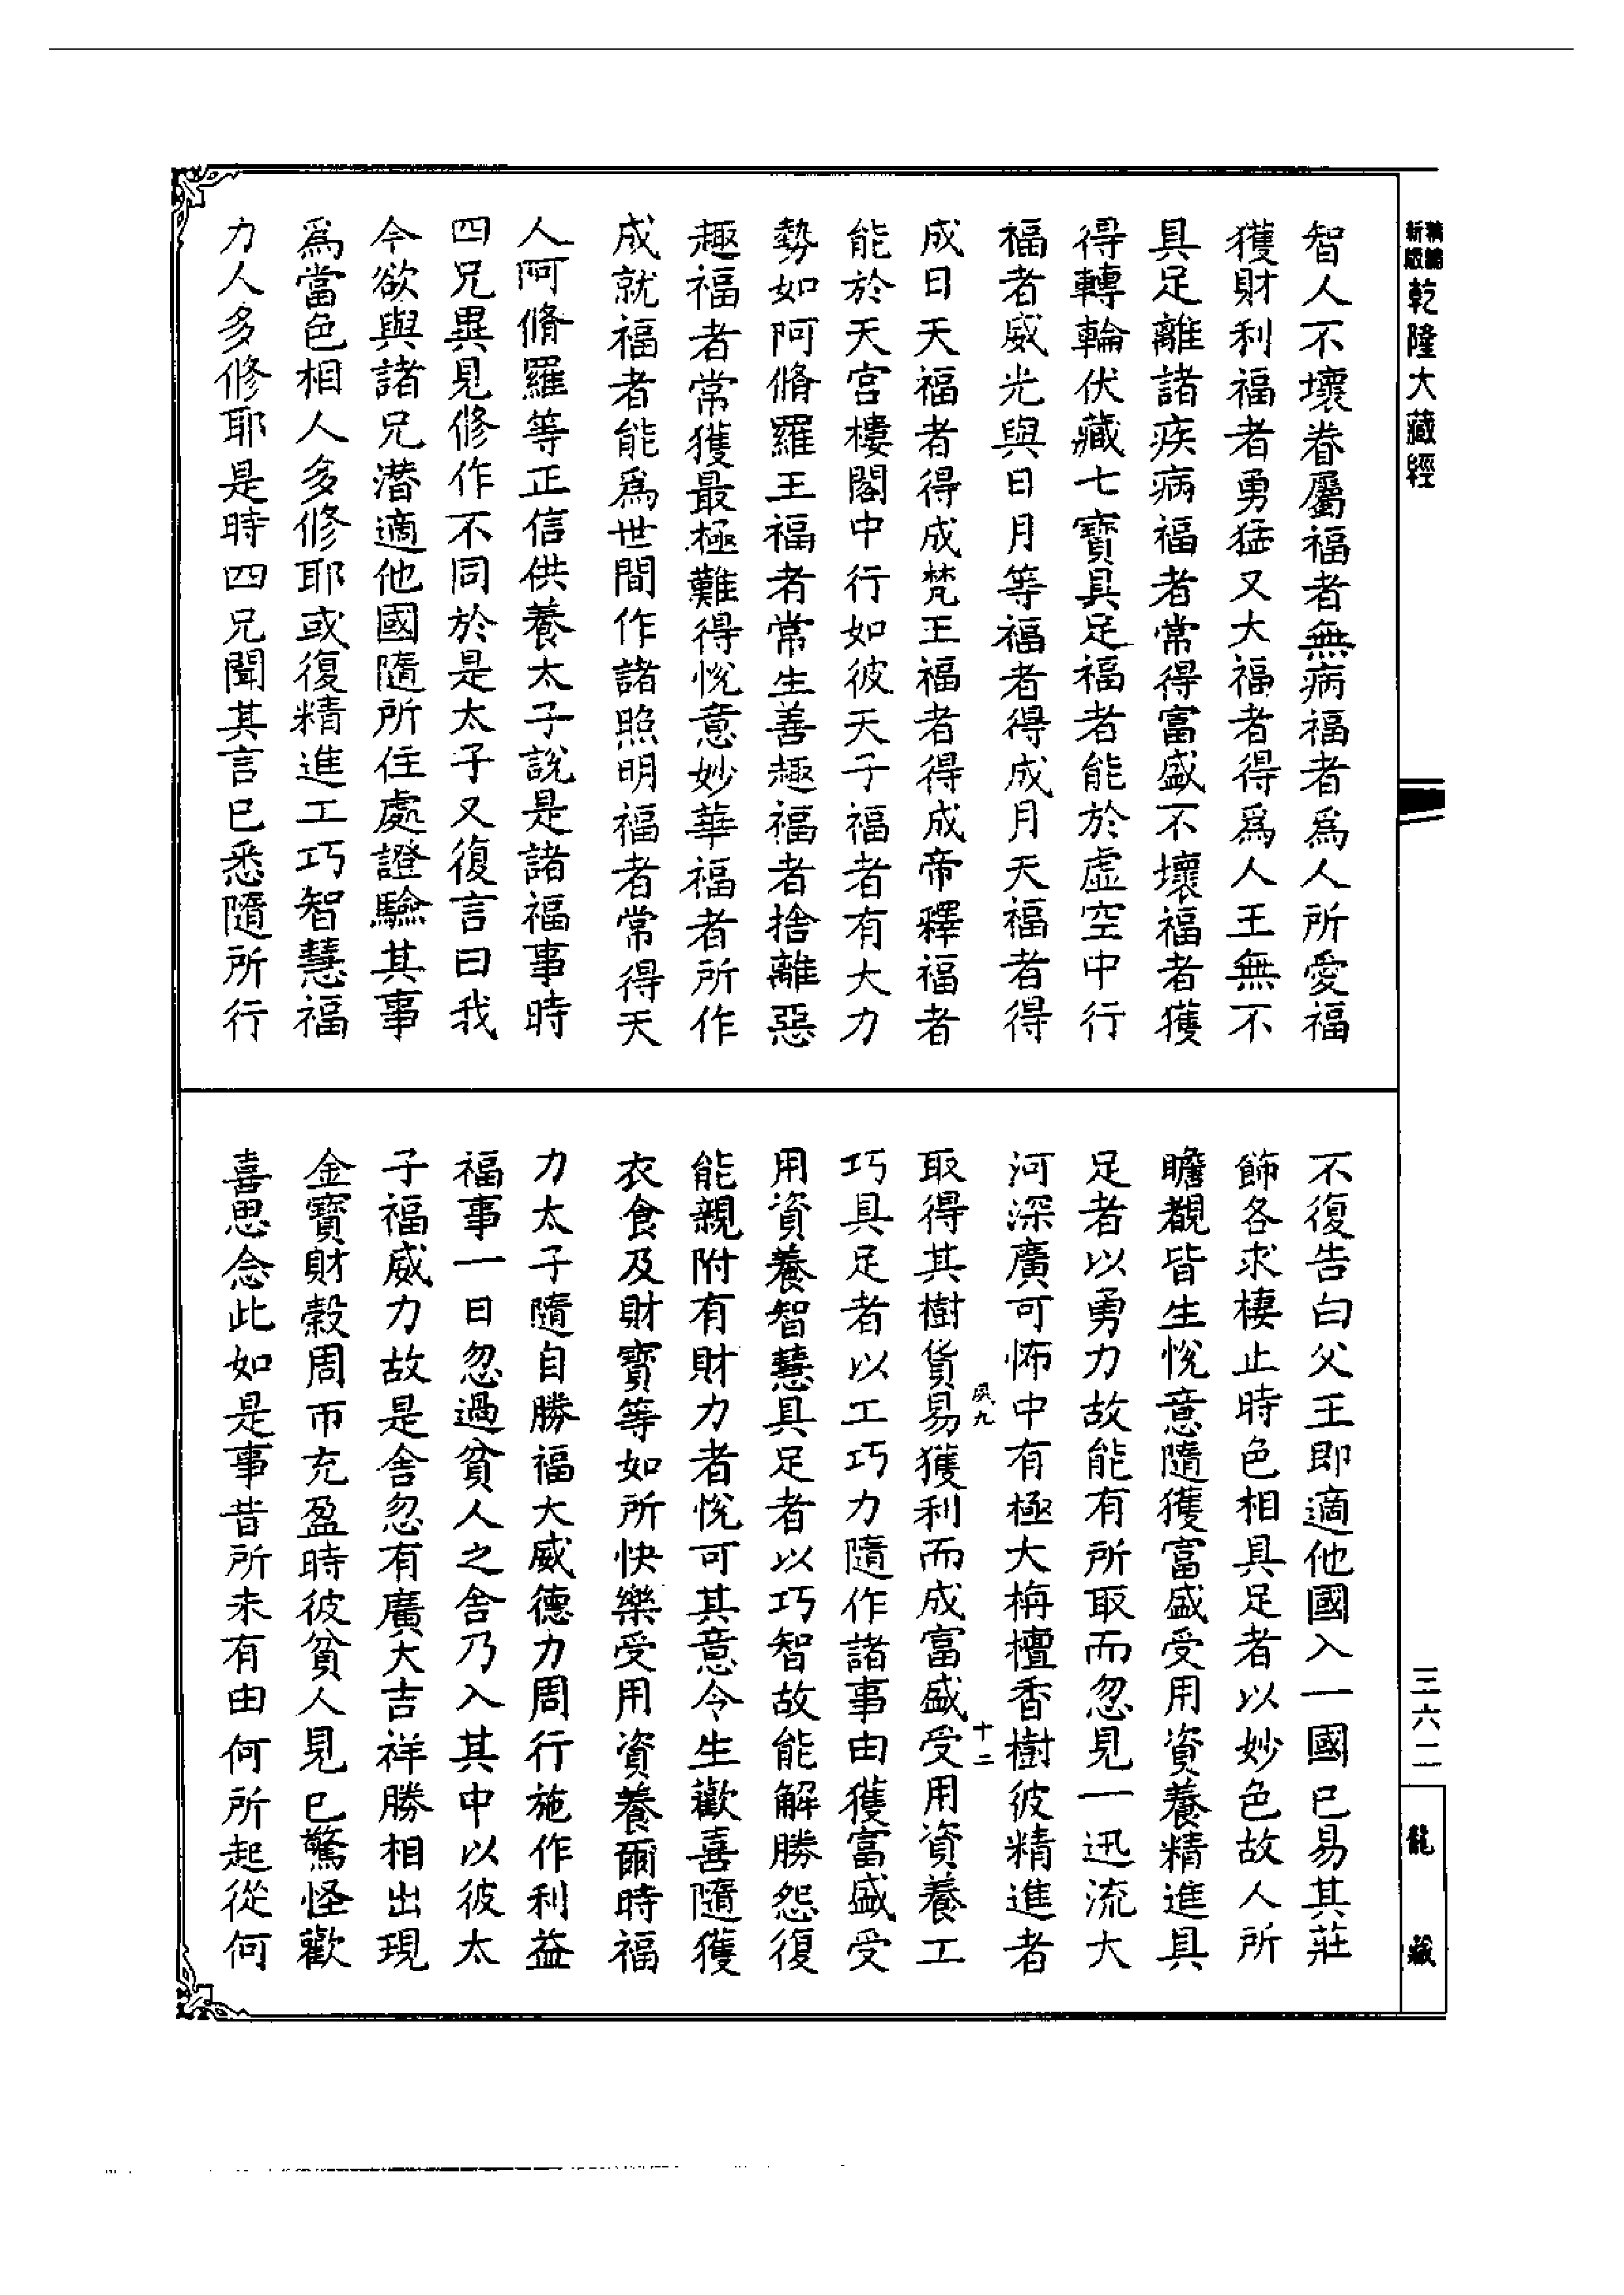 新編
精縮
乾隆大藏經
智人不壞眷屬福者無病福者為人所愛福
獲財利福者勇猛又大福者得為人王無不
具足離諸疾病福者常得富盛不壞福者獲
得轉輪伏藏七寶具足福者能於虛空中行
福者威光與日月等福者得成月天福者得
成日天福者得成梵王福者得成帝釋福者
能於天宮樓閣中行如彼天子福者有大力
勢如阿脩羅王福者常生善趣福者捨離惡
趣福者常獲最極難得悅意妙華福者所作
成就福者能為世間作諸照明福者常得天
人阿脩羅等正信供養太子說是諸福事時
四兄異見修作不同於是太子又復言曰我
今欲與諸兄潛適他國隨所住處證驗其事
為當色相人多修耶或復精進工巧智慧福
力人多修耶是時四兄聞其言已悉隨所行
不復告白父王即適他國入一國已易其莊
飾各求棲止時色相具足者以妙色故人所
瞻覩皆生悅意隨獲富盛受用資養精進具
足者以勇力故能有所取而忽見一迅流大
河深廣可怖中有極大栴檀香樹彼精進者
取得其樹貨易獲利而成富盛受用資養工
夙九
十二
巧具足者以工巧力隨作諸事由獲富盛受
用資養智慧具足者以巧智故能解勝怨復
能親附有財力者悅可其意令生歡喜隨獲
衣食及財寶等如所快樂受用資養爾時福
力太子隨自勝福大威德力周行施作利益
福事一日忽過貧人之舍乃入其中以彼太
子福威力故是舍忽有廣大吉祥勝相出現
金寶財穀周帀充盈時彼貧人見已驚怪歡
喜思念此如是事昔所未有由何所起從何
三六二
龍藏